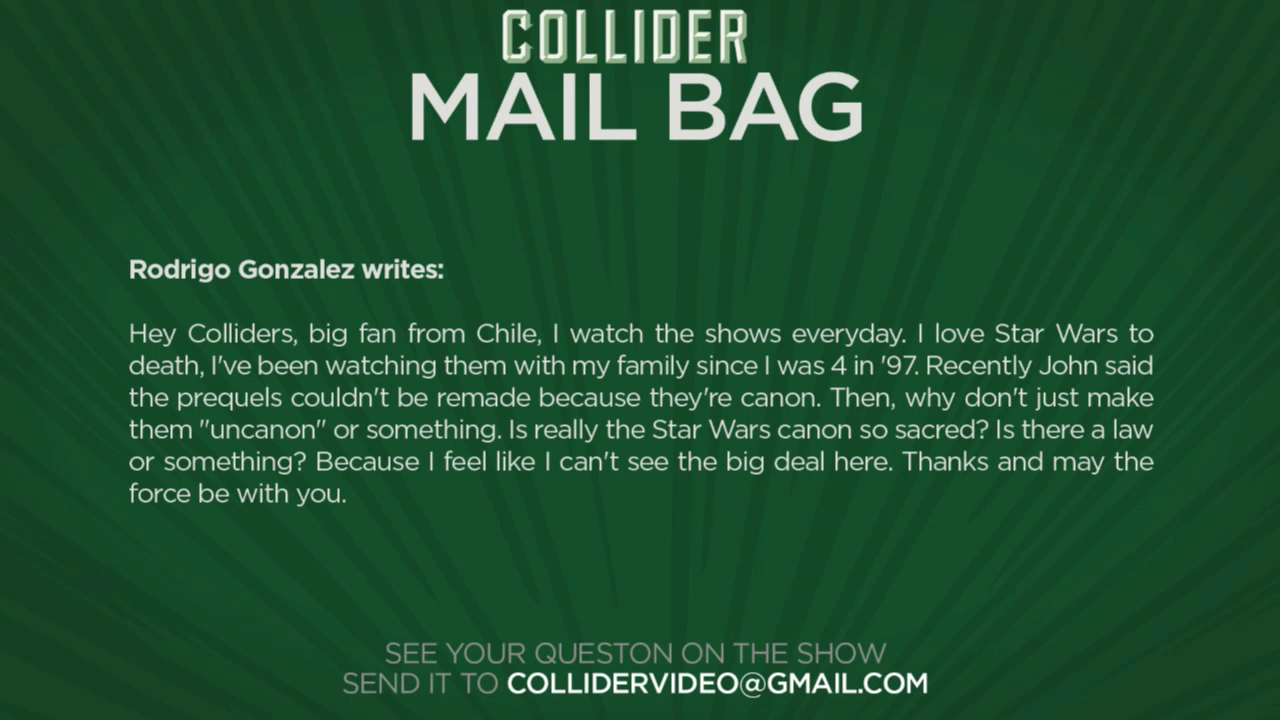 COLLIDER
MAIL BAG
Rodrigo Gonzalez writes:
Hey Colliders, big fan from Chile, I watch the shows everyday. I love Star Wars to
death, I've been watching them with my family since I was 4 in '97. Recently John said
the prequels couldn't be remade because they're canon. Then, why don't just make
them "uncanon" or something. Is really the Star Wars canon so sacred? Is there a law
or something? Because I feel like I can't see the big deal here. Thanks and may the
force be with you.
SEE YOUR QUESTON ON THE SHOW
SEND IT TO COLLIDERVIDEO@GMAIL.COM